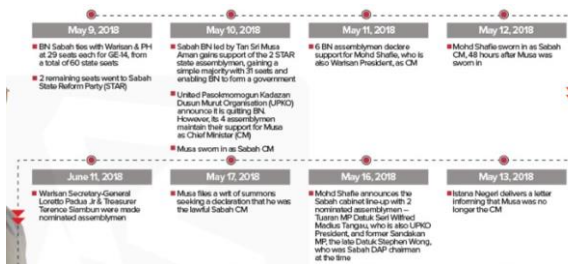 May 9, 2018
BN Sabah ties with Warisan & PH
at 29 seats each for GE-14, from
a total of 60 state seats
2 remaining seats went to Sabah
State Reform Party (STAR)
May 10, 2018
Sabah BN led by Tan Sri Musa
Aman gains support of the 2 STAR
state assemblymen, gaining a
simple majority with 31 seats and
enabling BN to form a government
United Pasokmomogun Kadazan
Dusun Murut Organisation (UPKO)
announce it is quitting BN.
However, its 4 assemblymen
maintain their support for Musa
as Chief Minister (CM)
Musa sworn in as Sabah CM
May 11, 2018
6 BN assemblymen declare
support for Mohd Shafie, who is
also Warisan President, as CM
May 12, 2018
Mohd Shafie sworn in as Sabah
CM, 48 hours after Musa was
sworn in
June 11, 2018
Warisan Secretary-General
Loretto Padua Jr & Treasurer
Terence Siambun were made
nominated assemblymen
May 17, 2018
Musa files a writ of summons
seeking a declaration that he was
the lawful Sabah CM
May 16, 2018
Mohd Shafie announces the
Sabah cabinet line-up with 2
nominated assemblymen –
Tuaran MP Datuk Seri Wilfred
Madius Tangau, who is also UPKO
President, and former Sandakan
MP, the late Datuk Stephen Wong,
who was Sabah DAP chairman
at the time
May 13, 2018
Istana Negeri delivers a letter
informing that Musa was no
longer the CM